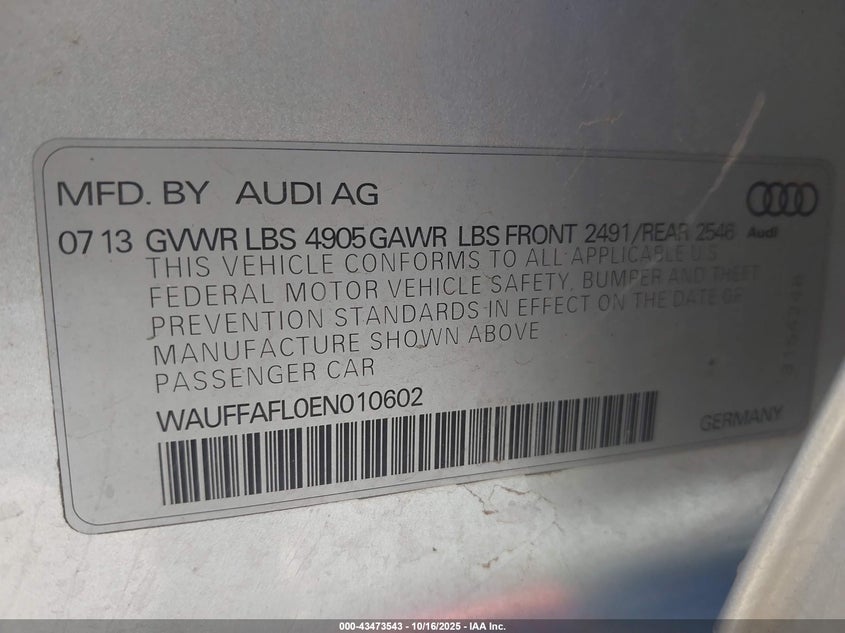 MFD. BY AUDI AG
07 13 GVWR LBS 4905 GAWR LBS FRONT 2491/REAR 2546
Audi
THIS VEHICLE CONFORMS TO ALL APPLICABLE U.S.
FEDERAL MOTOR VEHICLE SAFETY, BUMPER AND THEFT
PREVENTION STANDARDS IN EFFECT ON THE DATE OF
MANUFACTURE SHOWN ABOVE
PASSENGER CAR
WAUFFAFL0EN010602
GERMANY
000-43473543 - 10/16/2025 - IAA Inc.